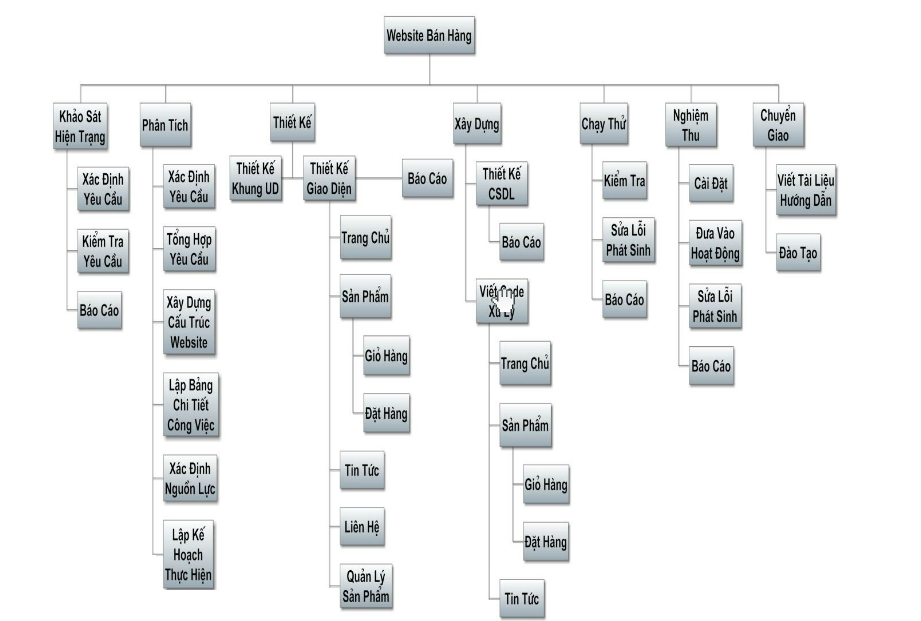 Website Bán Hàng
Khảo Sát
Hiện Trạng
Xác Định
Yêu Cầu
Kiểm Tra
Yêu Cầu
Báo Cáo
Phân Tích
Xác Định
Yêu Cầu
Tổng Hợp
Yêu Cầu
Xây Dựng
Cấu Trúc
Website
Lập Bảng
Chi Tiết
Công Việc
Xác Định
Nguồn Lực
Lập Kế
Hoạch
Thực Hiện
Thiết Kế
Thiết Kế
Khung UD
Thiết Kế
Giao Diện
Báo Cáo
Trang Chủ
Sản Phẩm
Giỏ Hàng
Đặt Hàng
Tin Tức
Liên Hệ
Quản Lý
Sản Phẩm
Xây Dựng
Thiết Kế
CSDL
Báo Cáo
Viết Code
Xử Lý
Trang Chủ
Sản Phẩm
Giỏ Hàng
Đặt Hàng
Tin Tức
Chạy Thử
Kiểm Tra
Sửa Lỗi
Phát Sinh
Báo Cáo
Nghiệm
Thu
Cài Đặt
Đưa Vào
Hoạt Động
Sửa Lỗi
Phát Sinh
Báo Cáo
Chuyển
Giao
Viết Tài Liệu
Hướng Dẫn
Đào Tạo